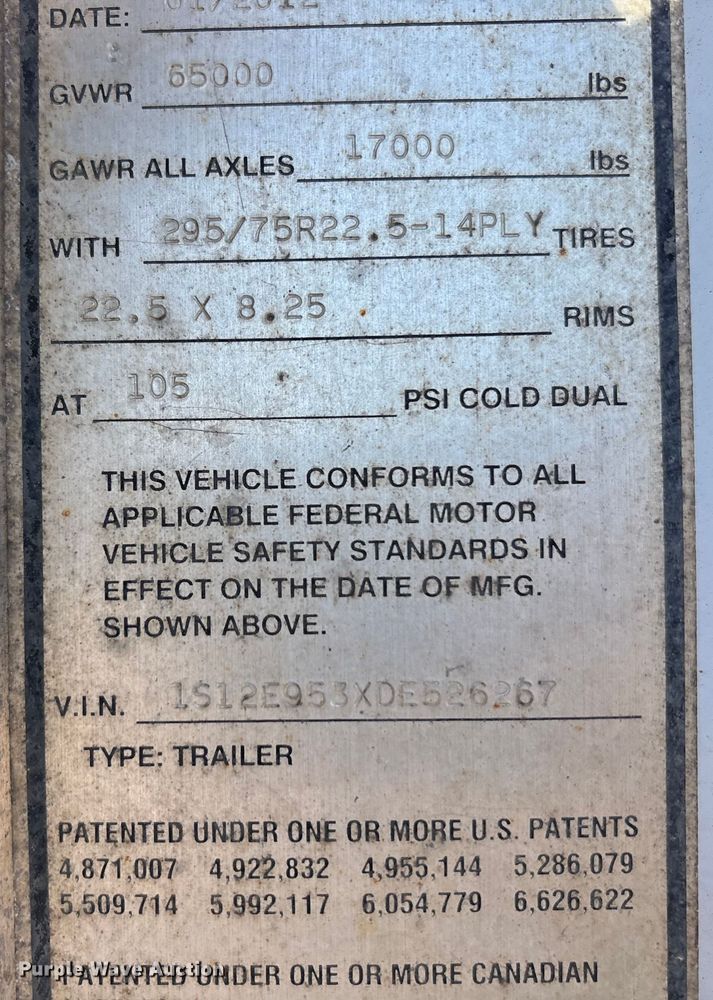 DATE: 01/2012
GVWR 65000 lbs
GAWR ALL AXLES 17000 lbs
WITH 295/75R22.5-14PLY TIRES
22.5 X 8.25 RIMS
AT 105 PSI COLD DUAL
THIS VEHICLE CONFORMS TO ALL
APPLICABLE FEDERAL MOTOR
VEHICLE SAFETY STANDARDS IN
EFFECT ON THE DATE OF MFG.
SHOWN ABOVE.
V.I.N. 1S12E953XDE526267
TYPE: TRAILER
PATENTED UNDER ONE OR MORE U.S. PATENTS
4,871,007 4,922,832 4,955,144 5,286,079
5,509,714 5,992,117 6,054,779 6,626,622
PATENTED UNDER ONE OR MORE CANADIAN
Purple Wave Auction